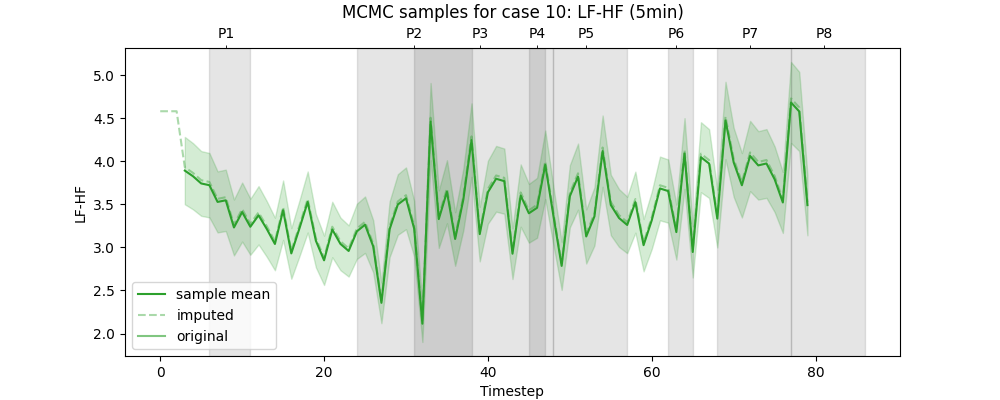 MCMC samples for case 10: LF-HF (5min)
P1 P2 P3 P4 P5 P6 P7 P8
5.0
4.5
4.0
3.5
3.0
2.5
2.0
LF-HF
sample mean
imputed
original
0 20 40 60 80
Timestep